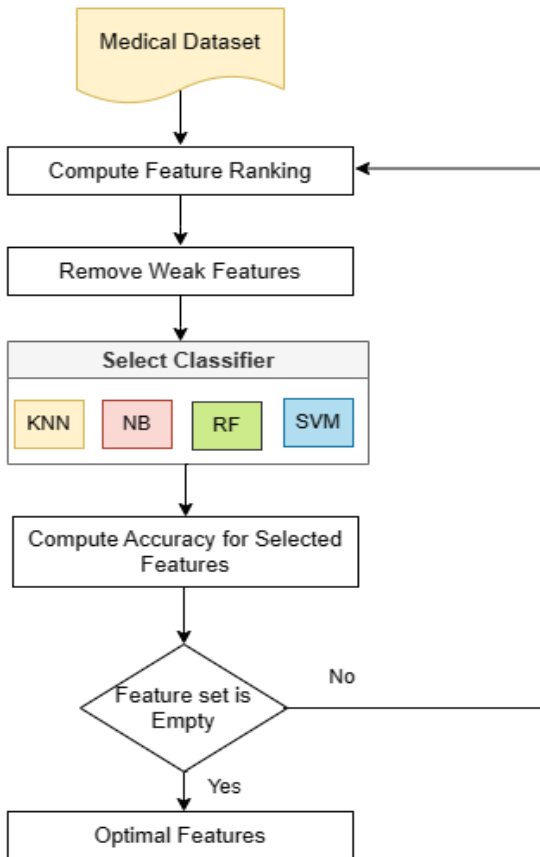 Medical Dataset
Compute Feature Ranking
Remove Weak Features
Select Classifier
KNN NB RF SVM
Compute Accuracy for Selected
Features
Feature set is
Empty
No
Yes
Optimal Features